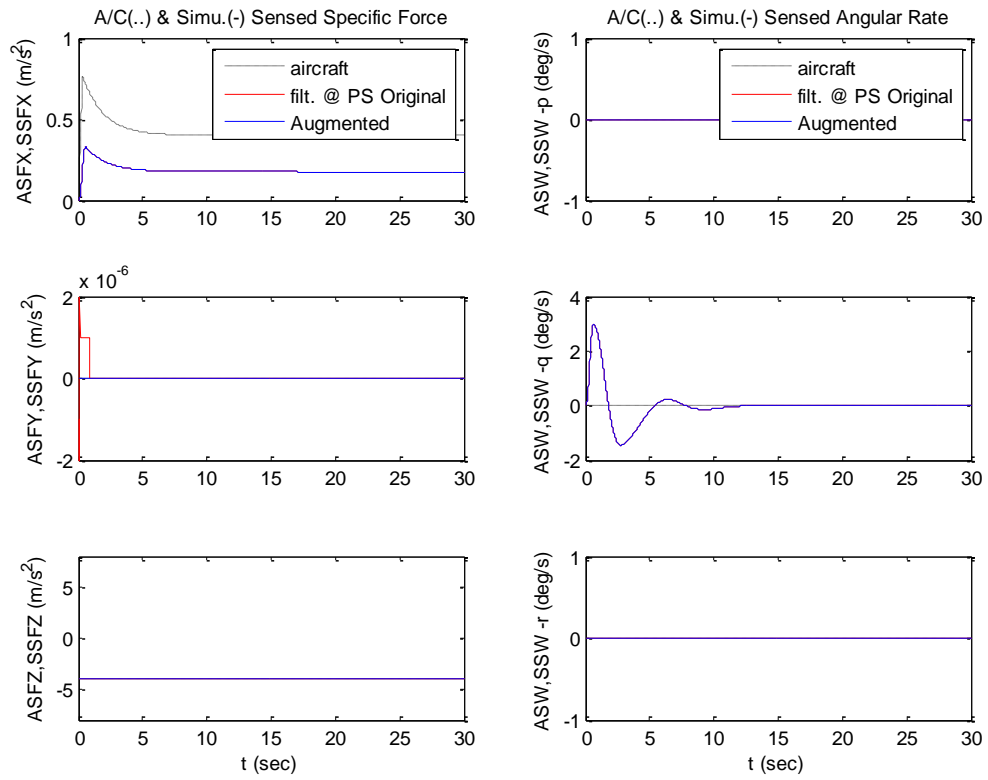 A/C(..) & Simu.(-) Sensed Specific Force
ASFX,SSFX (m/s²)
1
0.5
0
0 5 10 15 20 25 30
aircraft
filt. @ PS Original
Augmented
A/C(..) & Simu.(-) Sensed Angular Rate
ASW,SSW -p (deg/s)
1
0
-1
0 5 10 15 20 25 30
aircraft
filt. @ PS Original
Augmented
x 10^-6
ASFY,SSFY (m/s²)
2
0
-2
0 5 10 15 20 25 30
ASW,SSW -q (deg/s)
4
2
0
-2
0 5 10 15 20 25 30
ASFZ,SSFZ (m/s²)
5
0
-5
0 5 10 15 20 25 30
t (sec)
ASW,SSW -r (deg/s)
1
0
-1
0 5 10 15 20 25 30
t (sec)